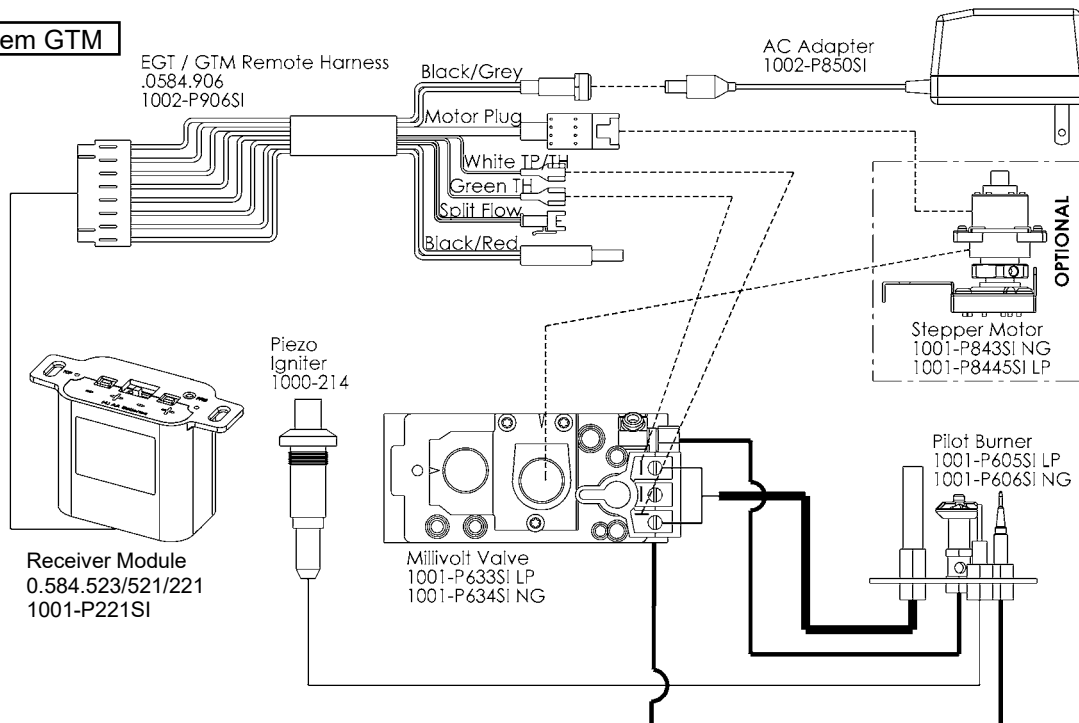 em GTM
EGT / GTM Remote Harness
.0584.906
1002-P906SI
Black/Grey
Motor Plug
White TP/TH
Green TH
Split Flow
Black/Red
AC Adapter
1002-P850SI
OPTIONAL
Stepper Motor
1001-P843SI NG
1001-P8445SI LP
Piezo
Igniter
1000-214
Receiver Module
0.584.523/521/221
1001-P221SI
Millivolt Valve
1001-P633SI LP
1001-P634SI NG
Pilot Burner
1001-P605SI LP
1001-P606SI NG